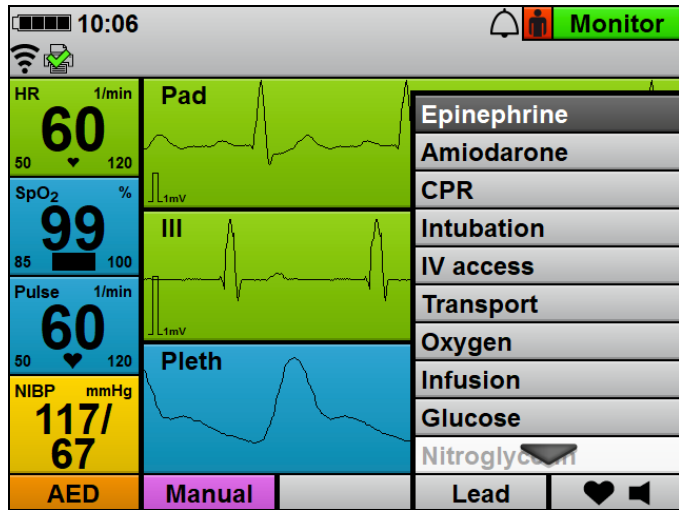 10:06
Monitor
HR 1/min
60
50 120
SpO2 %
99
85 100
Pulse 1/min
60
50 120
NIBP mmHg
117/
67
Pad
1mV
III
1mV
Pleth
Epinephrine
Amiodarone
CPR
Intubation
IV access
Transport
Oxygen
Infusion
Glucose
AED
Manual
Lead